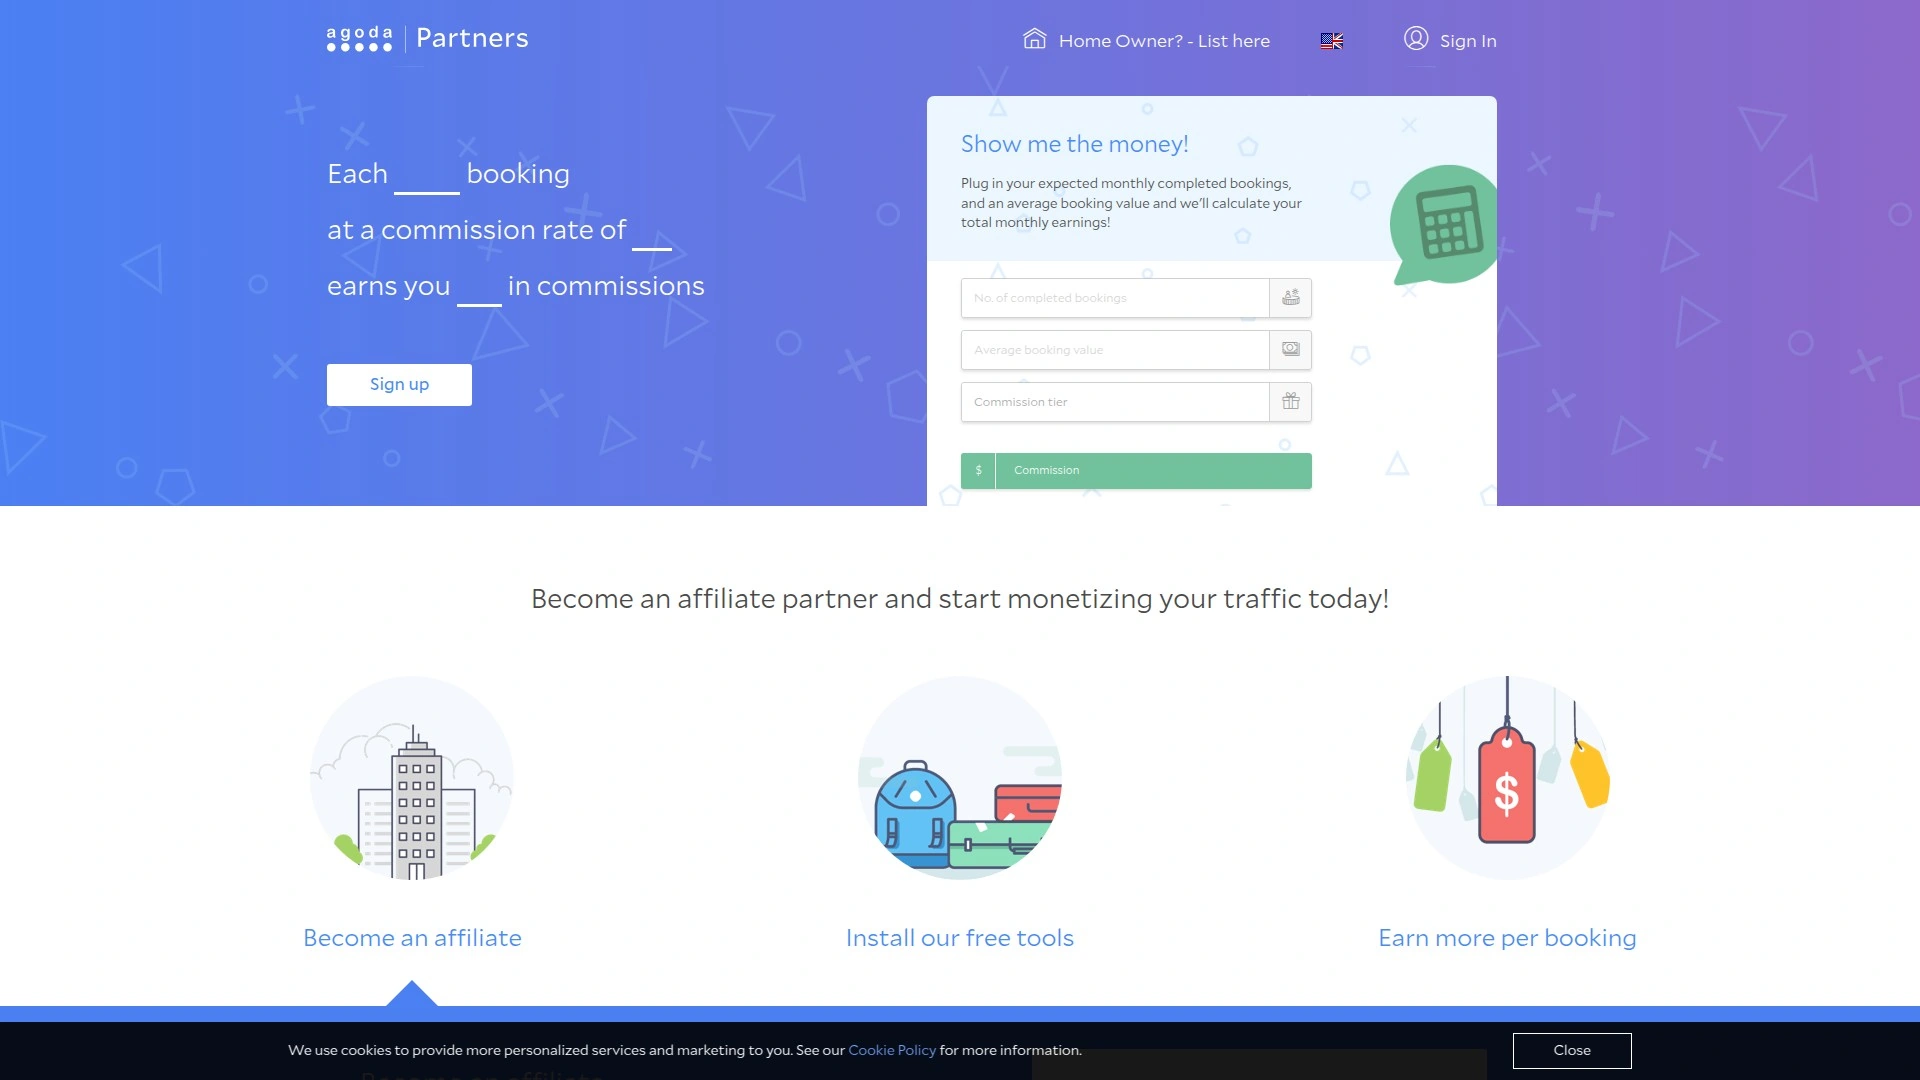 agoda Partners
Home Owner? - List here
Sign In
Each ____ booking
at a commission rate of __
earns you ___ in commissions
Sign up
Show me the money!
Plug in your expected monthly completed bookings,
and an average booking value and we'll calculate your
total monthly earnings!
No. of completed bookings
Average booking value
Commission tier
$ Commission
Become an affiliate partner and start monetizing your traffic today!
$
Become an affiliate
Install our free tools
Earn more per booking
We use cookies to provide more personalized services and marketing to you. See our Cookie Policy for more information.
Close
Become an affiliate